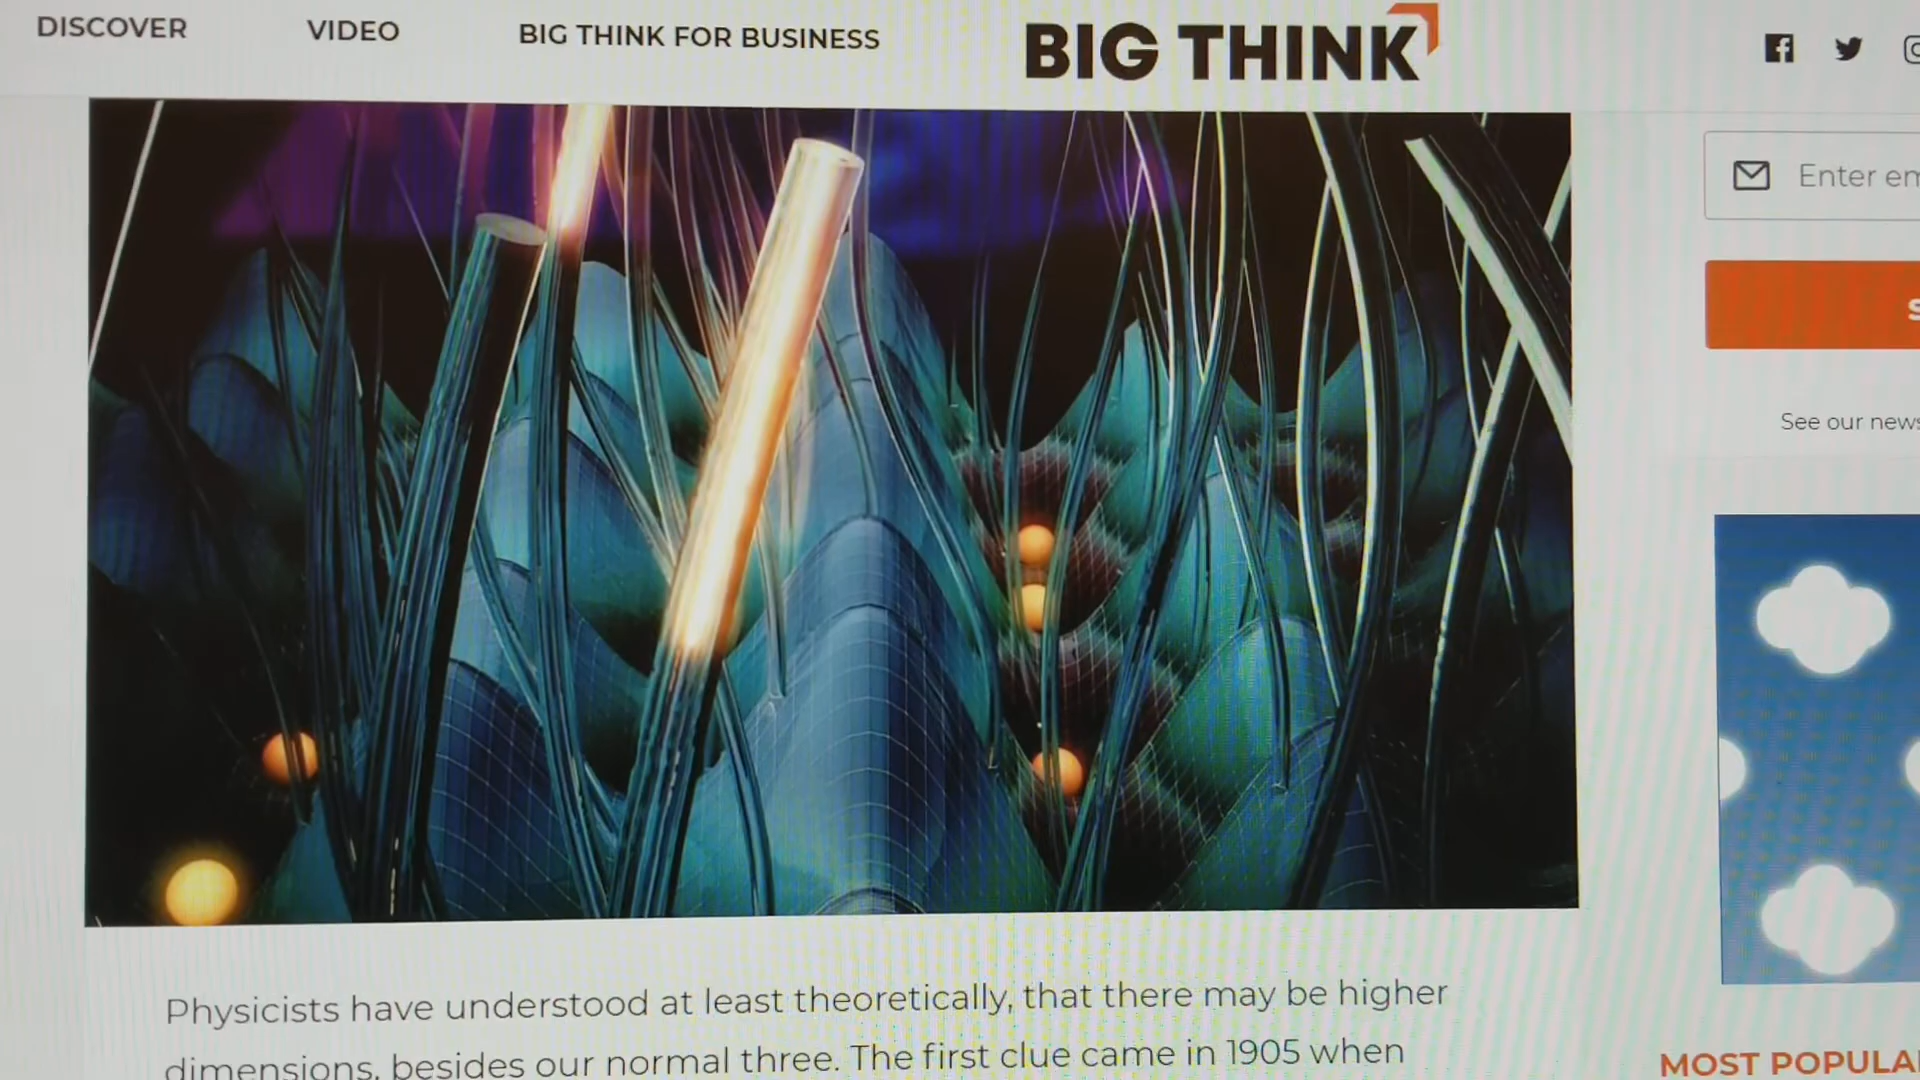 DISCOVER
VIDEO
BIG THINK FOR BUSINESS
BIG THINK
Enter
See our
Physicists have understood at least theoretically, that there may be higher
dimensions, besides our normal three. The first clue came in 1905 when
MOST